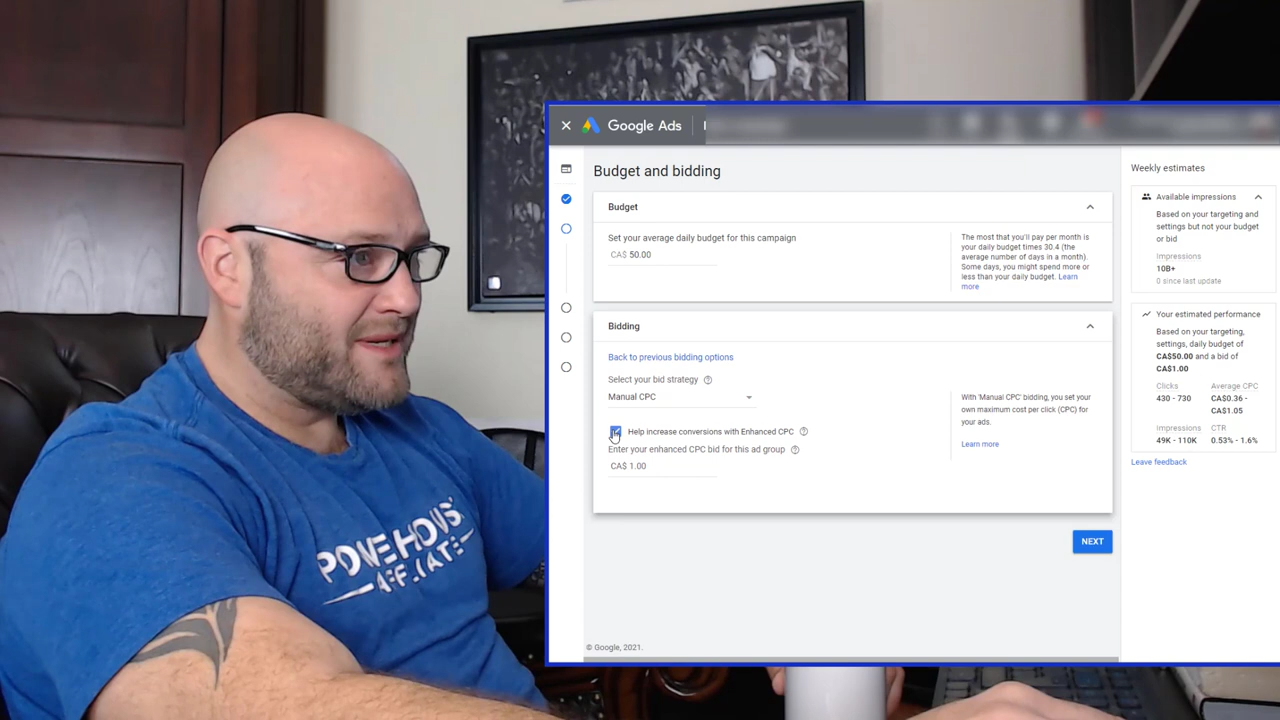 Google Ads
Budget and bidding
Budget
Set your average daily budget for this campaign
CA$ 50.00
The most that you'll pay per month is
your daily budget times 30.4 (the
average number of days in a month).
Some days, you might spend more or
less than your daily budget. Learn
more
Bidding
Back to previous bidding options
Select your bid strategy
Manual CPC
Help increase conversions with Enhanced CPC
Enter your enhanced CPC bid for this ad group
CA$ 1.00
With 'Manual CPC' bidding, you set your
own maximum cost per click (CPC) for
your ads.
Learn more
NEXT
© Google, 2021.
Weekly estimates
Available impressions
Based on your targeting and
settings but not your budget
or bid
Impressions
10B+
0 since last update
Your estimated performance
Based on your targeting,
settings, daily budget of
CA$50.00 and a bid of
CA$1.00
Clicks
430 - 730
Average CPC
CA$0.36 -
CA$1.05
Impressions
49K - 110K
CTR
0.53% - 1.6%
Leave feedback
POWERHOUSE
AFFILIATE